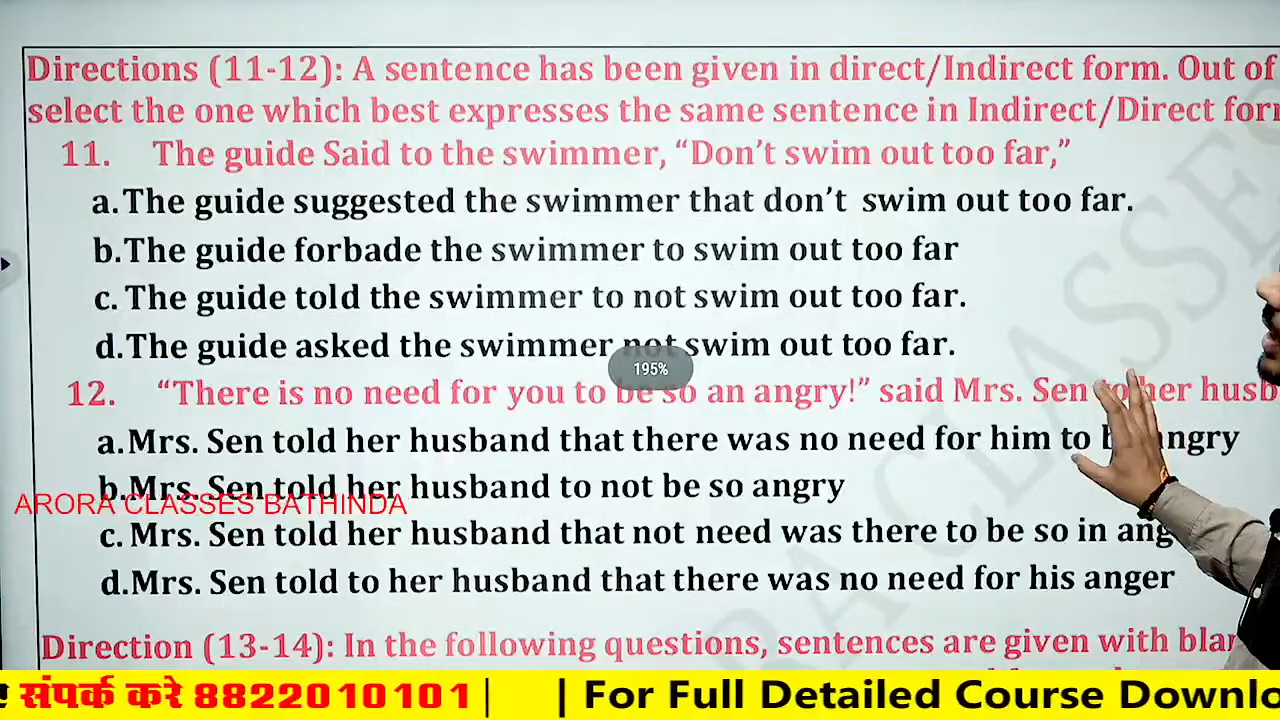 Directions (11-12): A sentence has been given in direct/Indirect form. Out of
select the one which best expresses the same sentence in Indirect/Direct
11. The guide Said to the swimmer, “Don’t swim out too far,”
a. The guide suggested the swimmer that don’t swim out too far.
b. The guide forbade the swimmer to swim out too far
c. The guide told the swimmer to not swim out too far.
d. The guide asked the swimmer not swim out too far.
195%
12. “There is no need for you to be so an angry!” said Mrs. Sen to her
a. Mrs. Sen told her husband that there was no need for him to angry
b. Mrs. Sen told her husband to not be so angry
ARORA CLASSES BATHINDA
c. Mrs. Sen told her husband that not need was there to be so in
d. Mrs. Sen told to her husband that there was no need for his anger
Direction (13-14): In the following questions, sentences are given with
संपर्क करे 8822010101 | | For Full Detailed Course